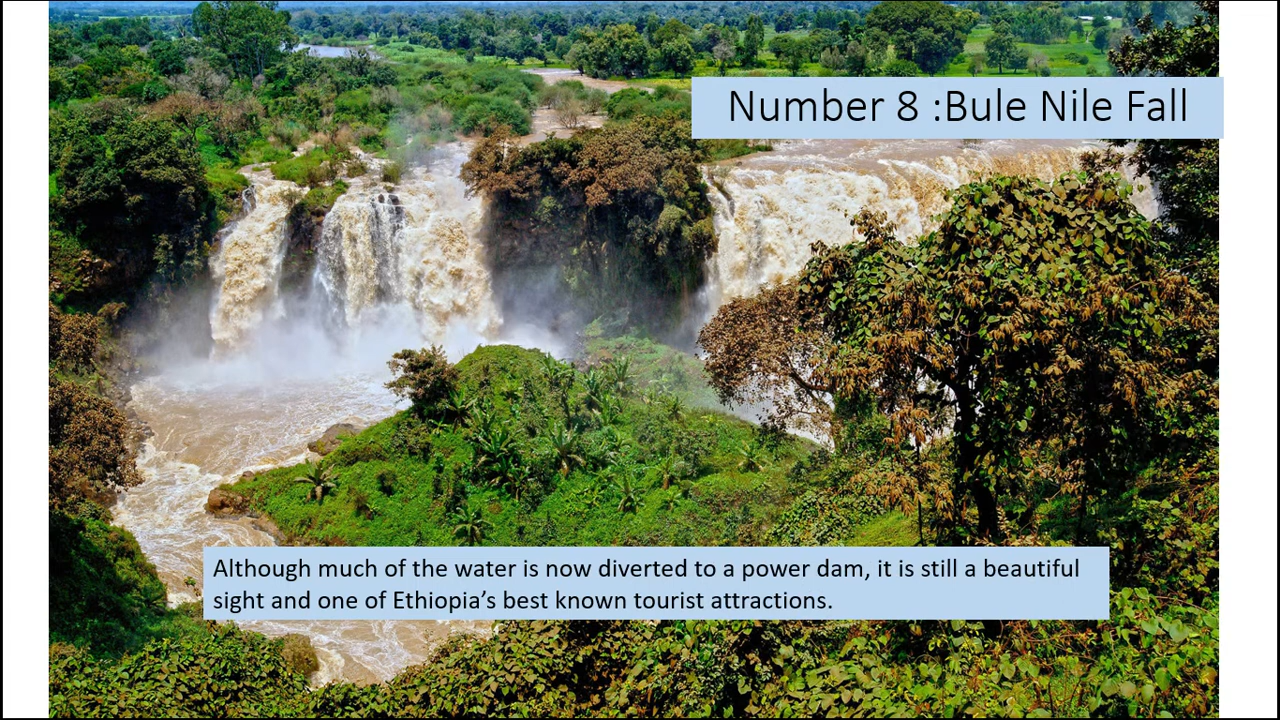 Number 8 :Bule Nile Fall
Although much of the water is now diverted to a power dam, it is still a beautiful
sight and one of Ethiopia’s best known tourist attractions.